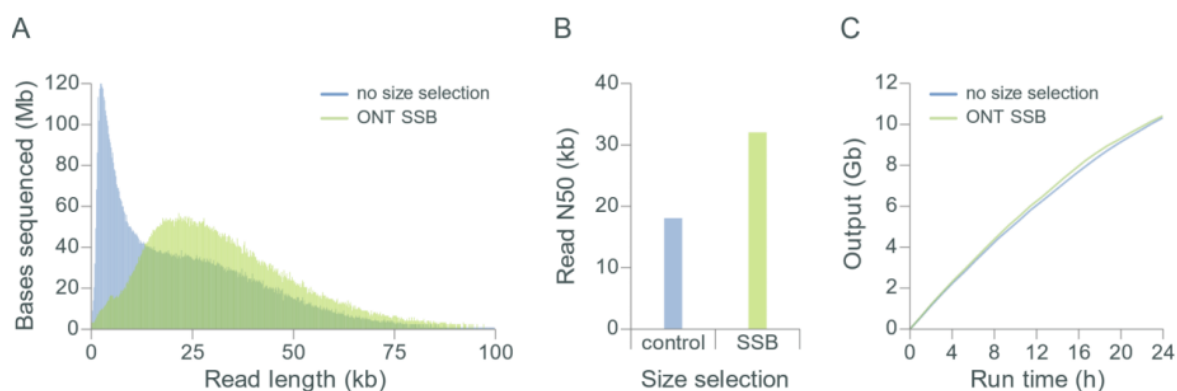 A
Bases sequenced (Mb)
120
100
80
60
40
20
0
no size selection
ONT SSB
0 25 50 75 100
Read length (kb)
B
Read N50 (kb)
40
30
20
10
0
control SSB
Size selection
C
Output (Gb)
12
10
8
6
4
2
0
no size selection
ONT SSB
0 4 8 12 16 20 24
Run time (h)